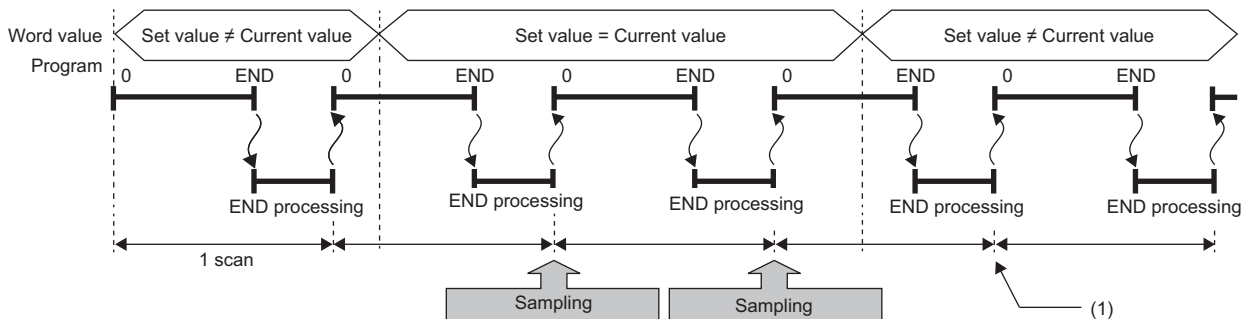 Word value
Set value ≠ Current value
Set value = Current value
Set value ≠ Current value
Program
0
END
0
END
0
END
0
END
0
END
END processing
END processing
END processing
END processing
END processing
1 scan
Sampling
Sampling
(1)